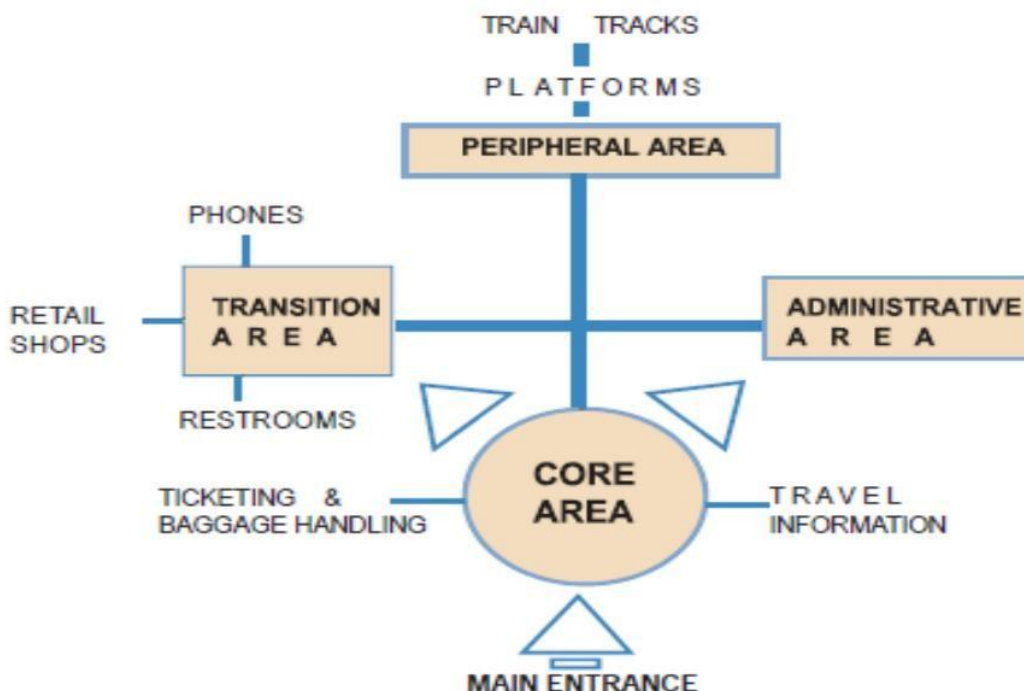 TRAIN TRACKS
PLATFORMS
PERIPHERAL AREA
PHONES
RETAIL
SHOPS
TRANSITION
AREA
ADMINISTRATIVE
AREA
RESTROOMS
CORE
AREA
TICKETING &
BAGGAGE HANDLING
TRAVEL
INFORMATION
MAIN ENTRANCE